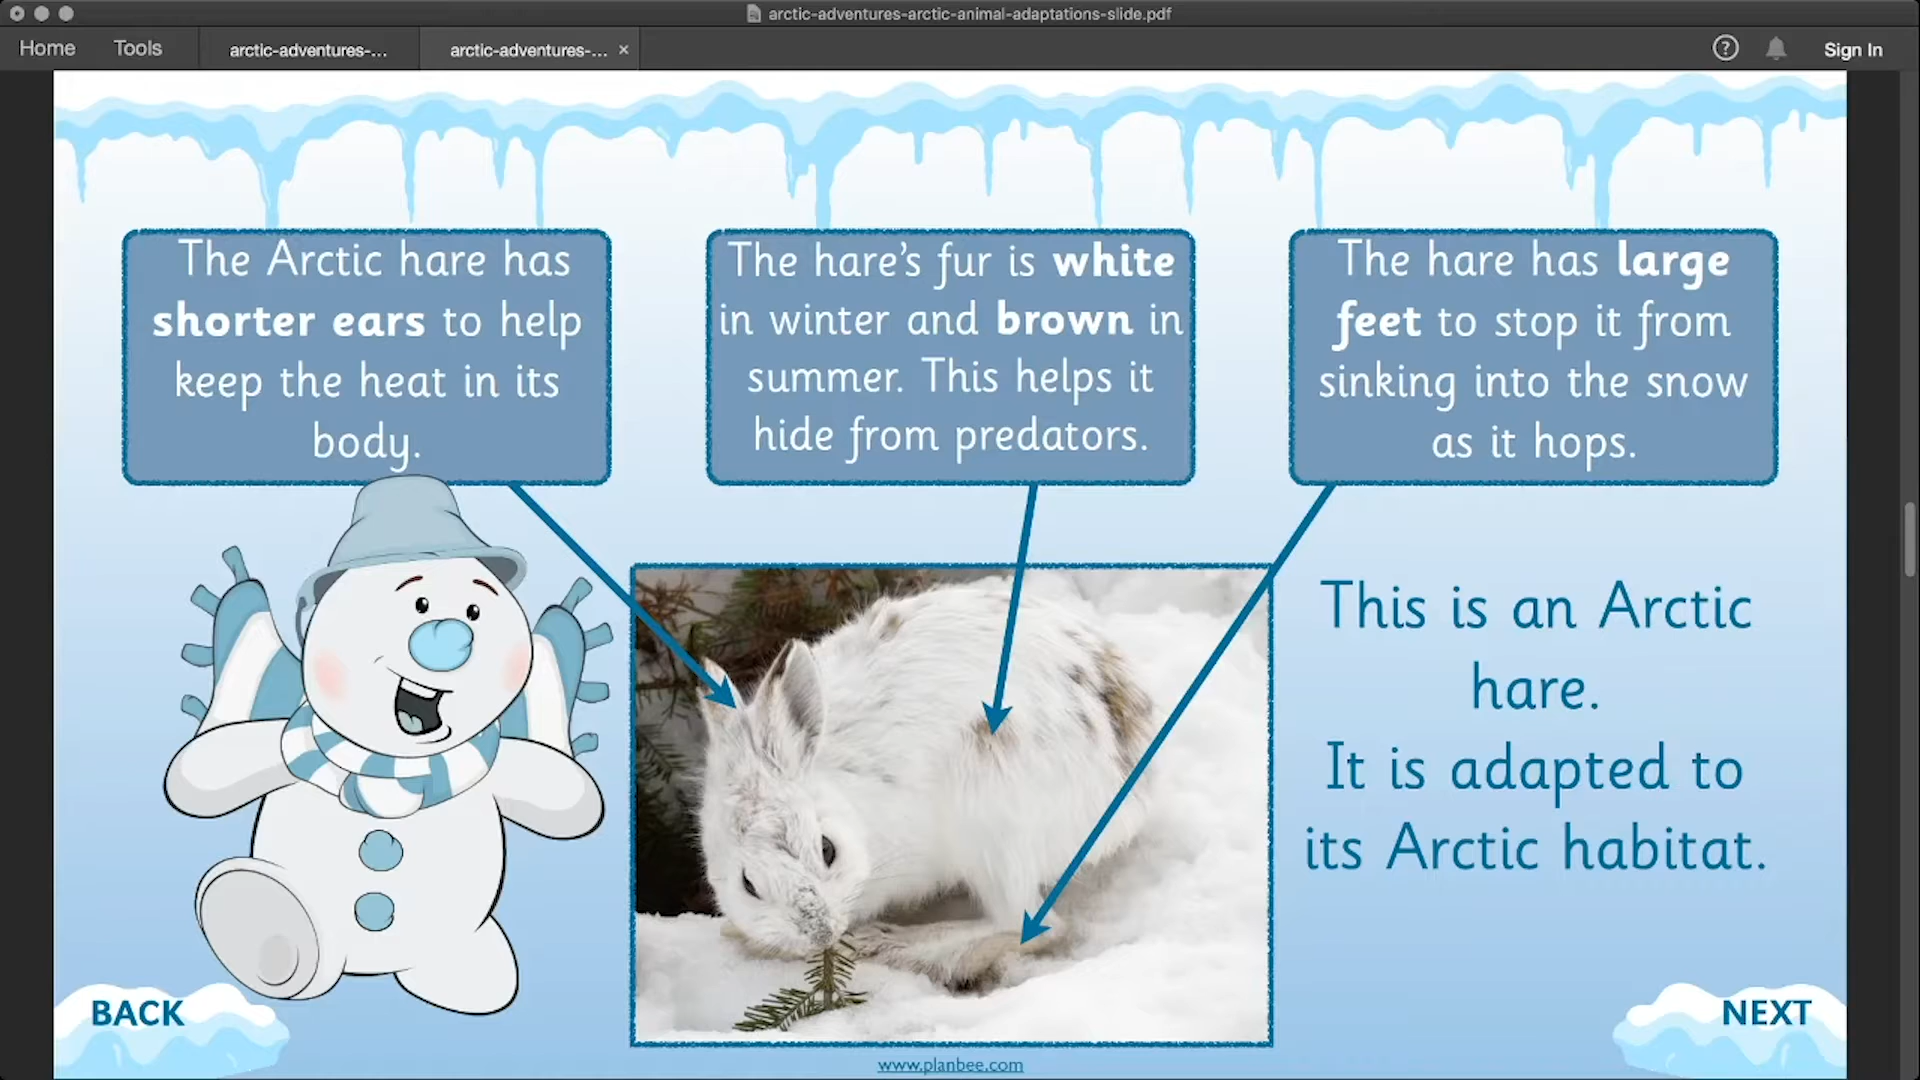 arctic-adventures-arctic-animal-adaptations-slide.pdf
Home Tools arctic-adventures-... arctic-adventures-... × ? Sign In
The Arctic hare has
shorter ears to help
keep the heat in its
body.
The hare's fur is white
in winter and brown in
summer. This helps it
hide from predators.
The hare has large
feet to stop it from
sinking into the snow
as it hops.
This is an Arctic
hare.
It is adapted to
its Arctic habitat.
BACK
NEXT
www.planbee.com